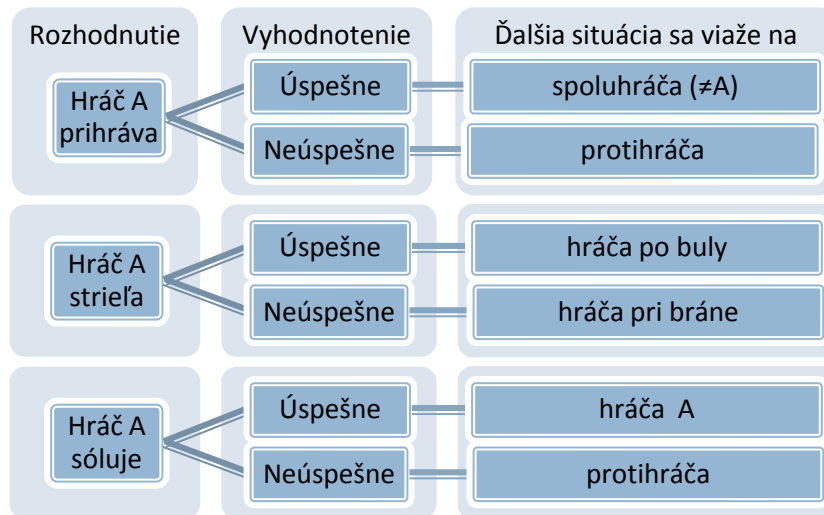 Rozhodnutie
Vyhodnotenie
Ďalšia situácia sa viaže na
Hráč A
prihráva
Úspešne
spoluhráča (≠A)
Neúspešne
protihráča
Hráč A
strieľa
Úspešne
hráča po buly
Neúspešne
hráča pri bráne
Hráč A
sóluje
Úspešne
hráča A
Neúspešne
protihráča